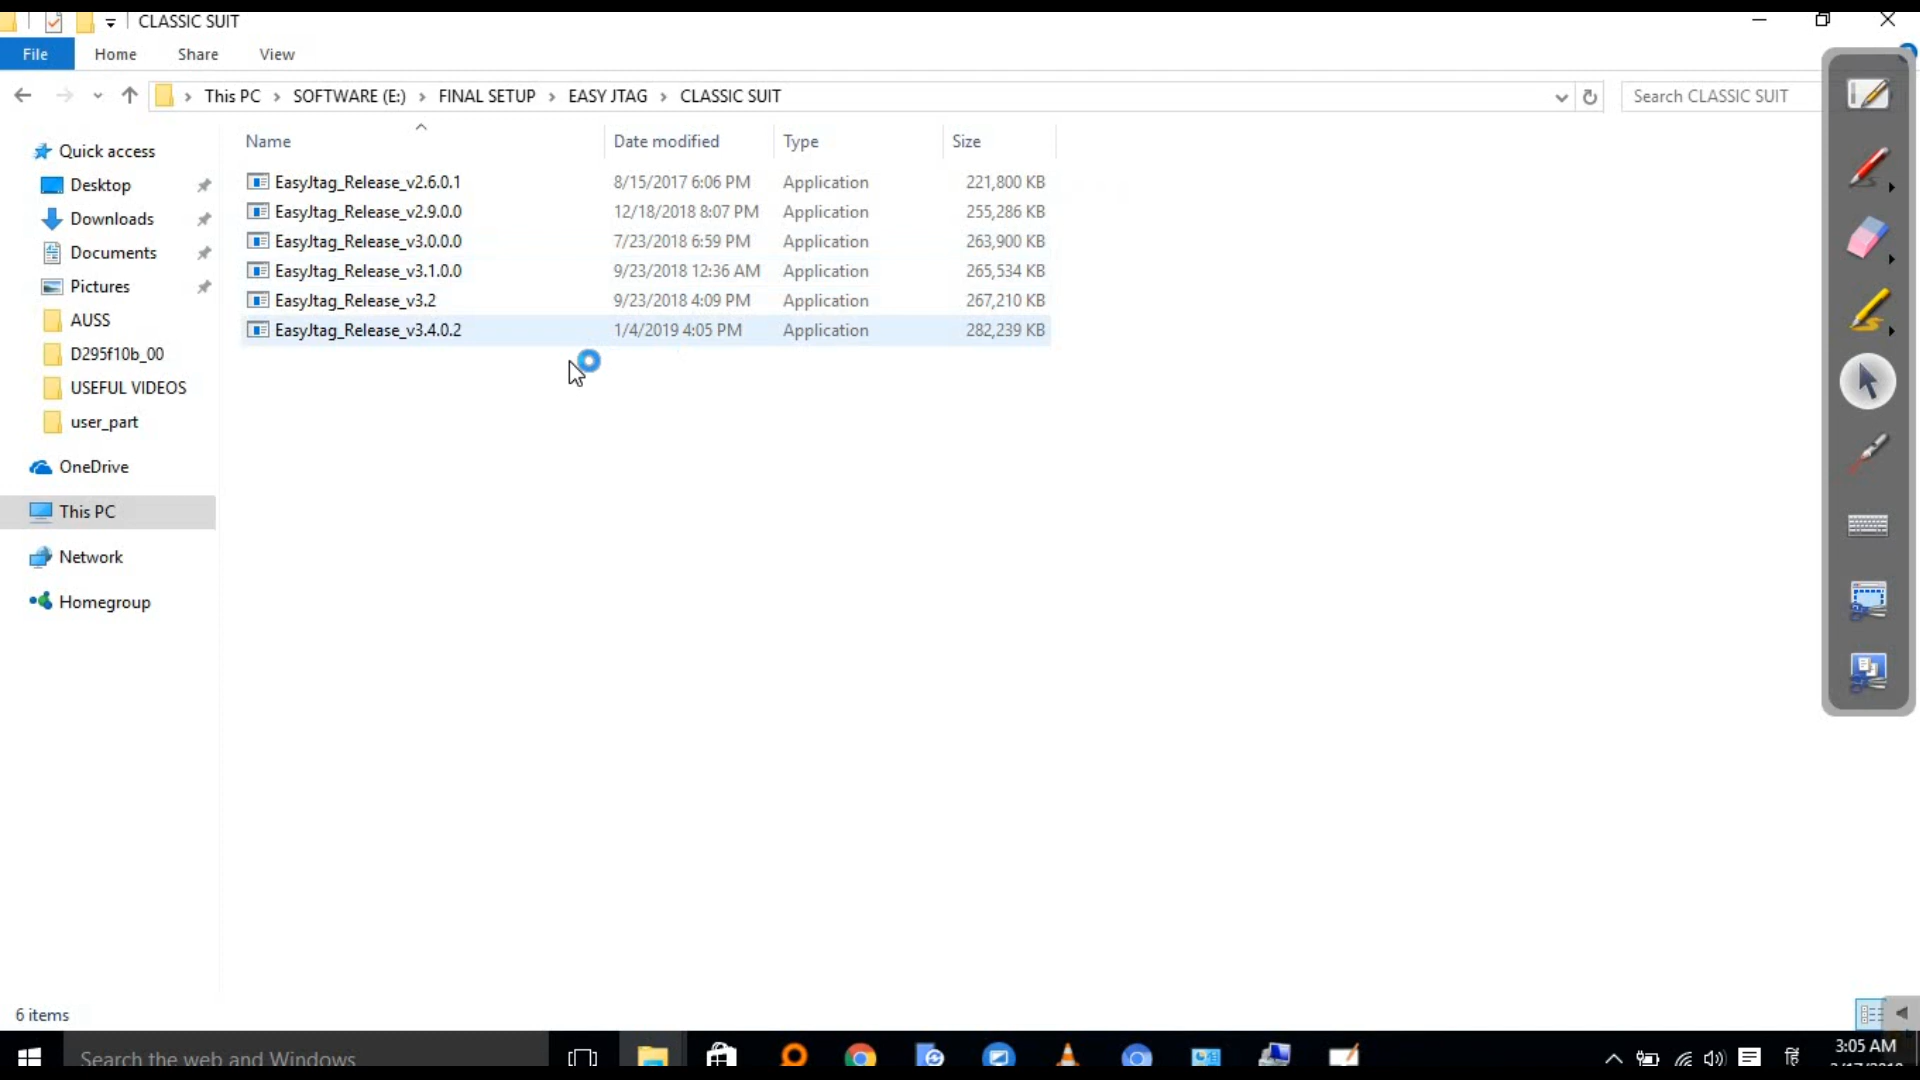 CLASSIC SUIT
File Home Share View
This PC SOFTWARE (E:) FINAL SETUP EASY JTAG CLASSIC SUIT
Search CLASSIC SUIT
Name Date modified Type Size
Quick access
Desktop
Downloads
Documents
Pictures
AUSS
D295f10b_00
USEFUL VIDEOS
user_part
OneDrive
This PC
Network
Homegroup
EasyJtag_Release_v2.6.0.1 8/15/2017 6:06 PM Application 221,800 KB
EasyJtag_Release_v2.9.0.0 12/18/2018 8:07 PM Application 255,286 KB
EasyJtag_Release_v3.0.0.0 7/23/2018 6:59 PM Application 263,900 KB
EasyJtag_Release_v3.1.0.0 9/23/2018 12:36 AM Application 265,534 KB
EasyJtag_Release_v3.2 9/23/2018 4:09 PM Application 267,210 KB
EasyJtag_Release_v3.4.0.2 1/4/2019 4:05 PM Application 282,239 KB
6 items
Search the web and Windows
हि
3:05 AM